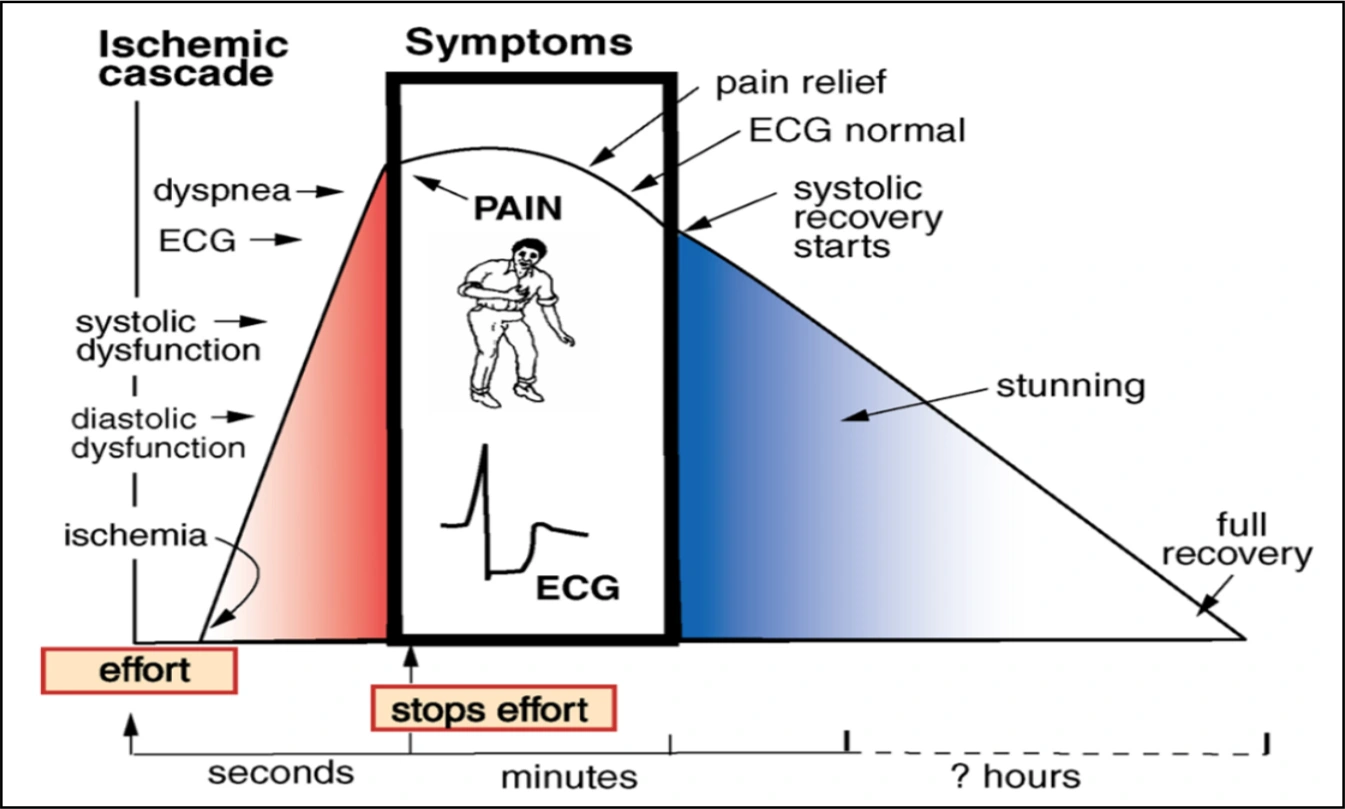 Ischemic
cascade
Symptoms
pain relief
ECG normal
dyspnea
ECG
PAIN
systolic
recovery
starts
systolic
dysfunction
diastolic
dysfunction
stunning
ischemia
ECG
full
recovery
effort
stops effort
seconds
minutes
? hours